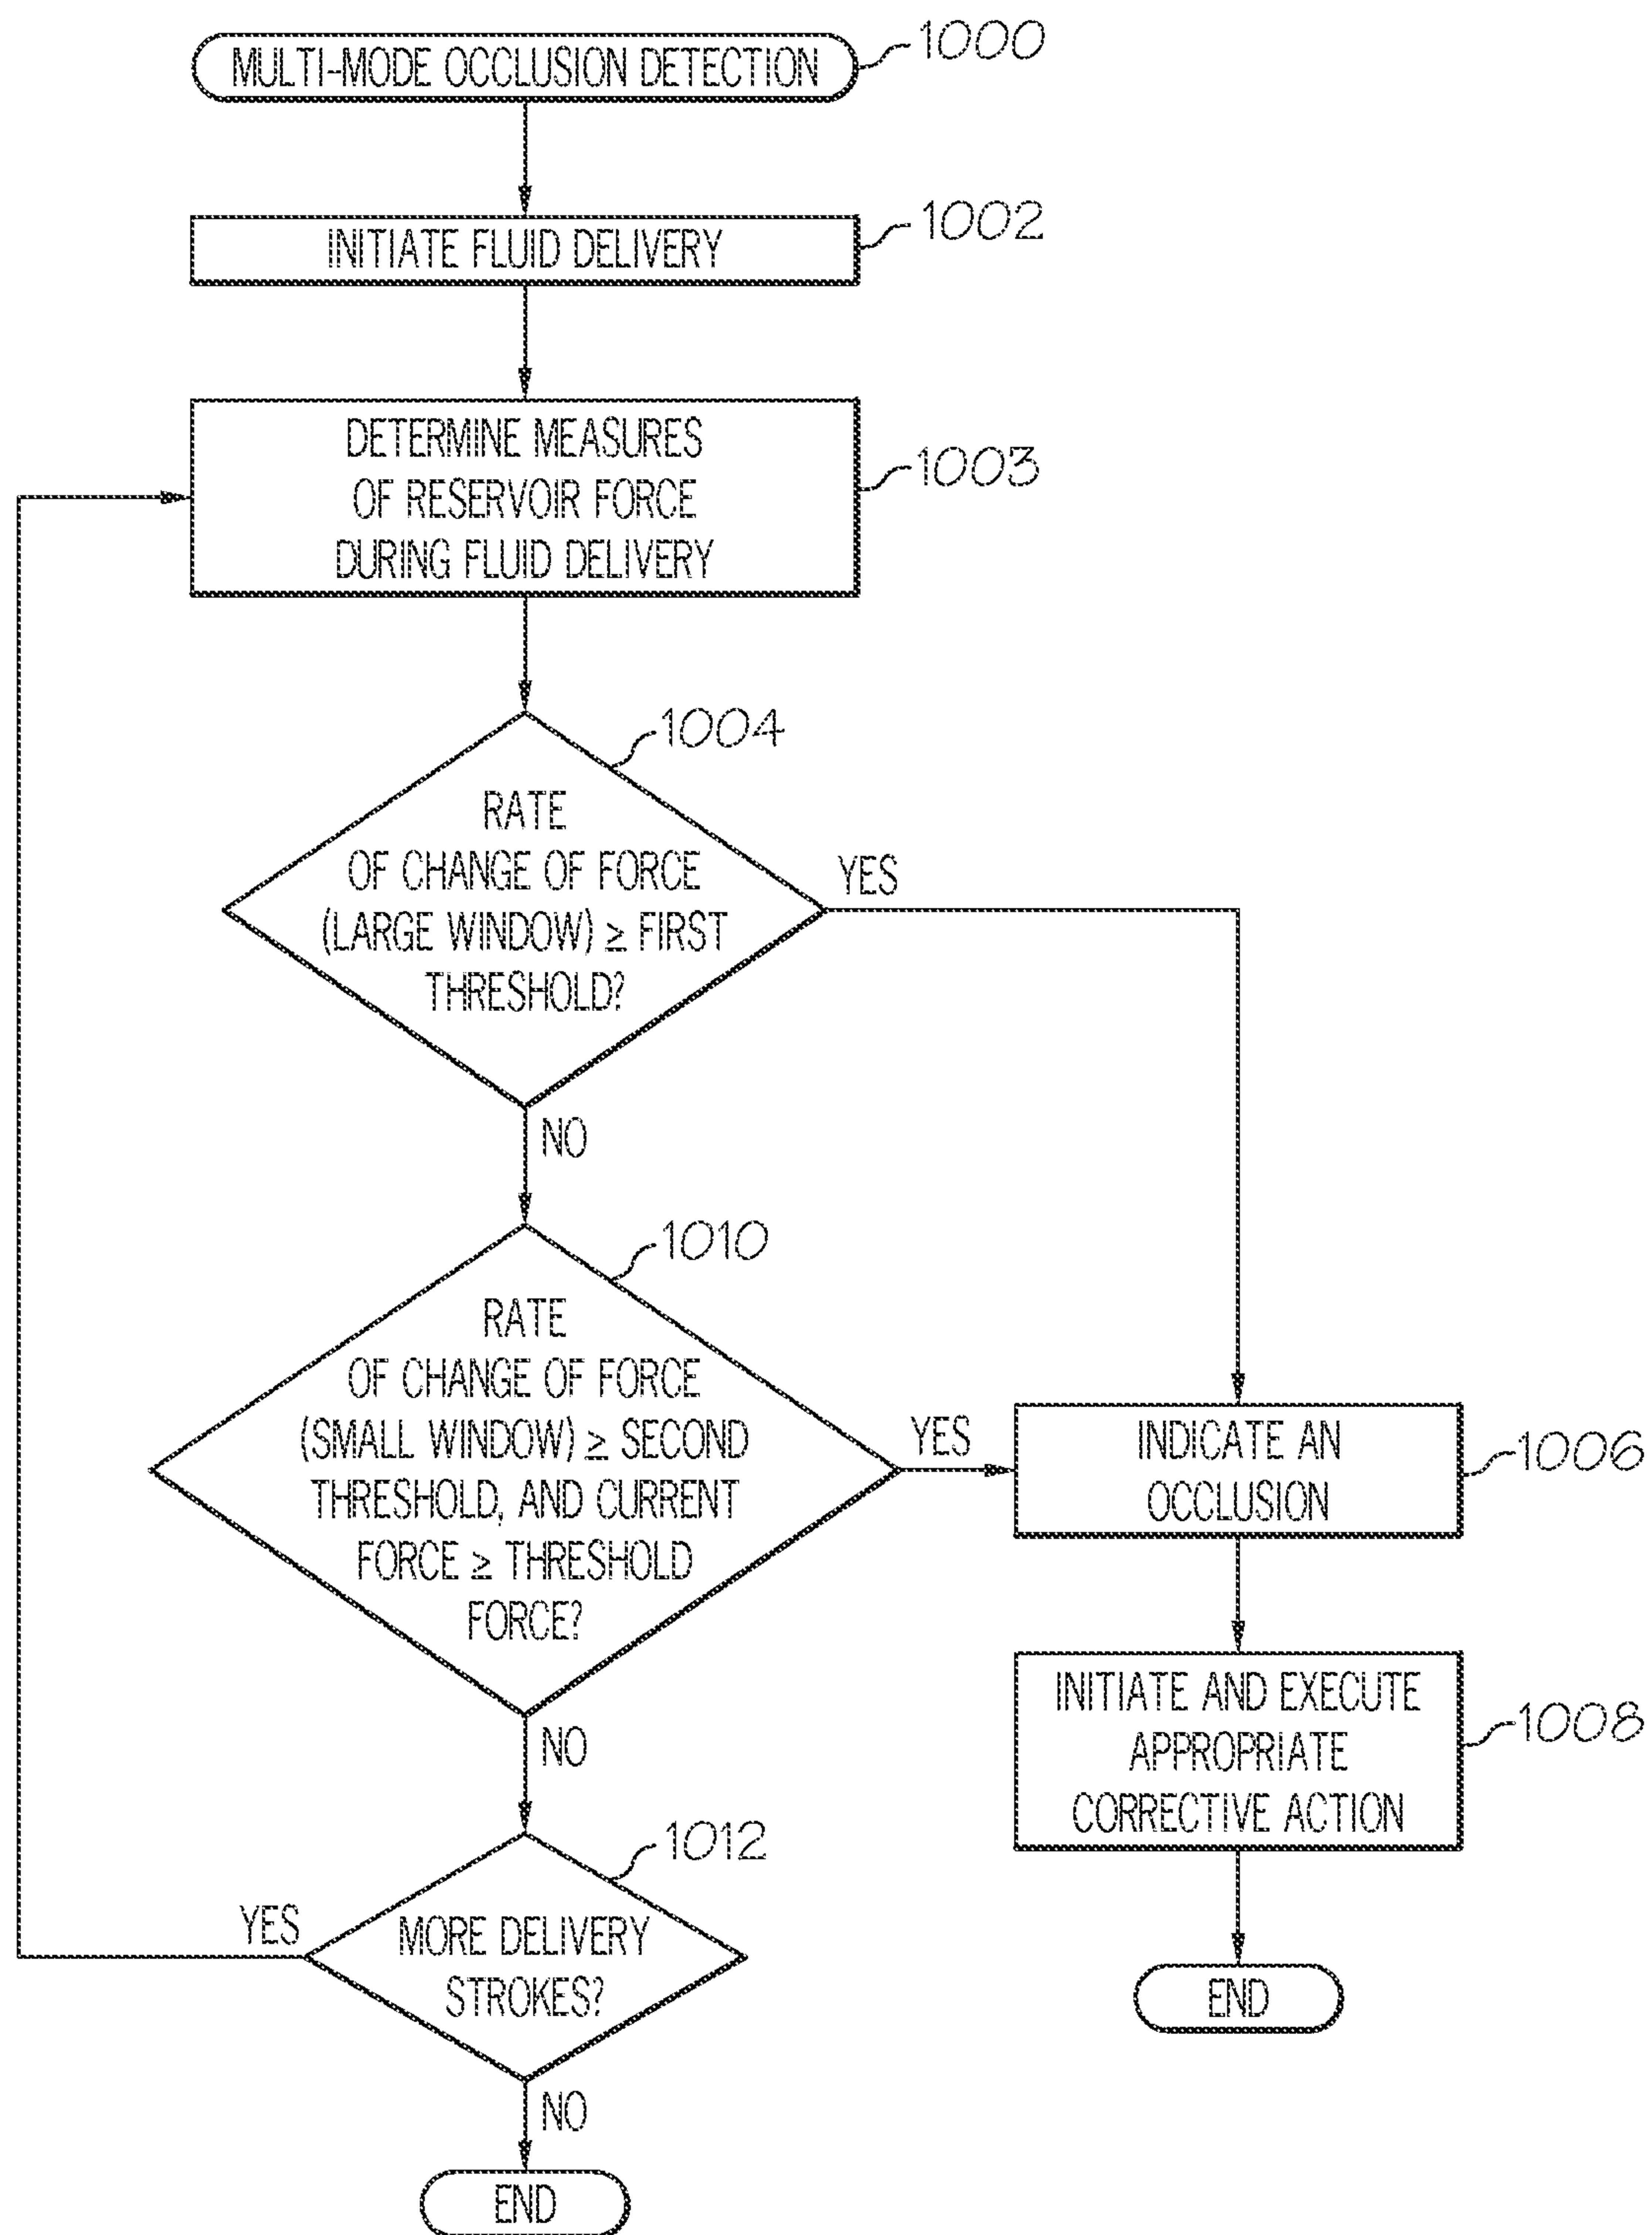 MULTI-MODE OCCLUSION DETECTION
1000
INITIATE FLUID DELIVERY
1002
DETERMINE MEASURES
OF RESERVOIR FORCE
DURING FLUID DELIVERY
1003
1004
RATE
OF CHANGE OF FORCE
(LARGE WINDOW) ≥ FIRST
THRESHOLD?
YES
NO
1010
RATE
OF CHANGE OF FORCE
(SMALL WINDOW) ≥ SECOND
THRESHOLD, AND CURRENT
FORCE ≥ THRESHOLD
FORCE?
YES
INDICATE AN
OCCLUSION
1006
INITIATE AND EXECUTE
APPROPRIATE
CORRECTIVE ACTION
1008
END
NO
1012
MORE DELIVERY
STROKES?
YES
NO
END